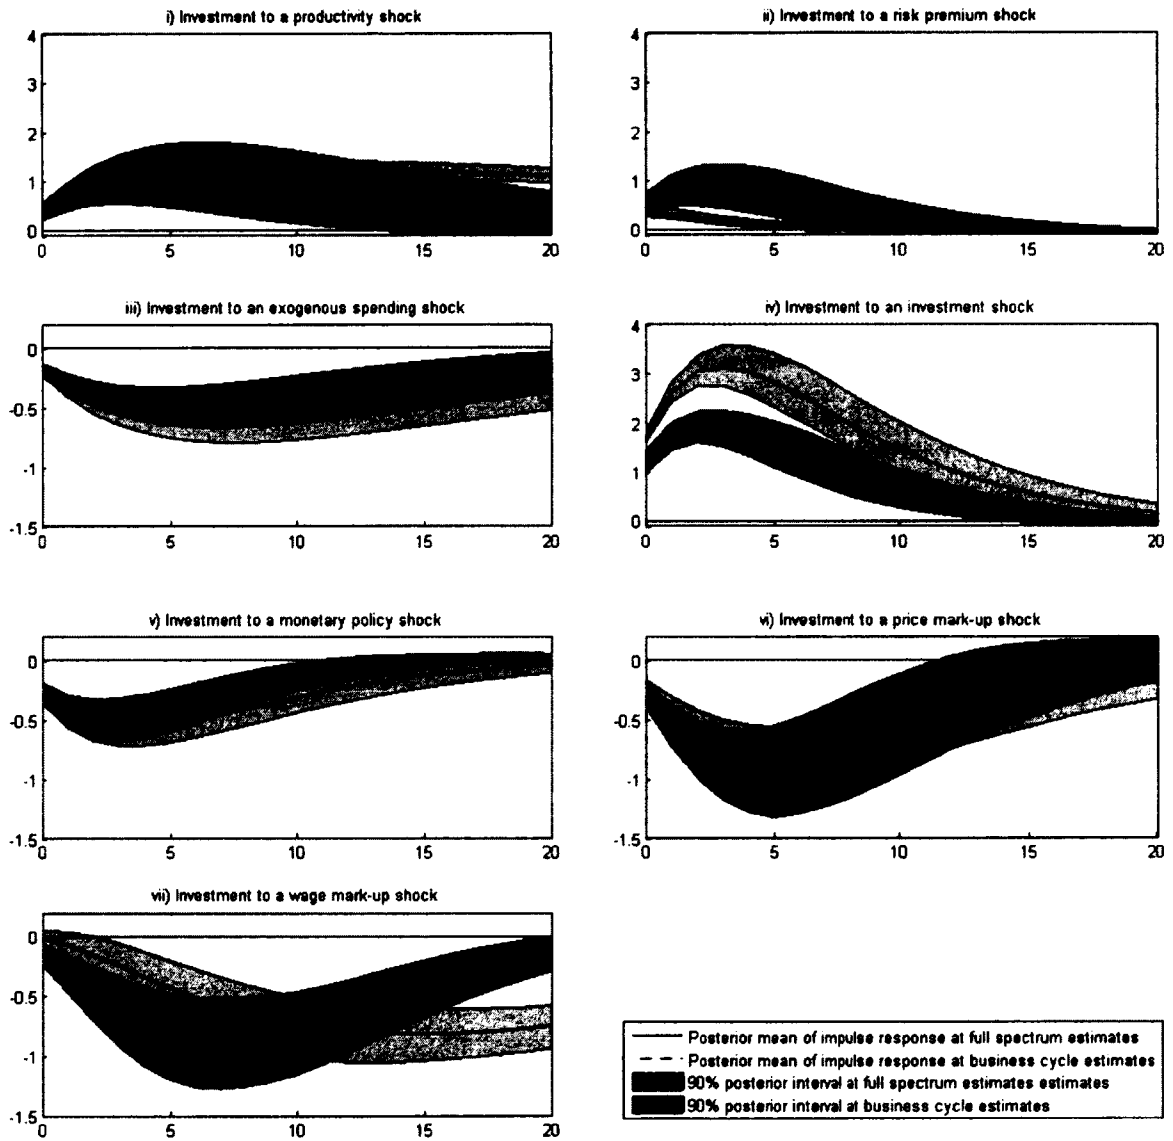 i) Investment to a productivity shock
4
3
2
1
0
0 5 10 15 20
ii) Investment to a risk premium shock
4
3
2
1
0
0 5 10 15 20
iii) Investment to an exogenous spending shock
0
-0.5
-1
-1.5
0 5 10 15 20
iv) Investment to an investment shock
4
3
2
1
0
0 5 10 15 20
v) Investment to a monetary policy shock
0
-0.5
-1
-1.5
0 5 10 15 20
vi) Investment to a price mark-up shock
0
-0.5
-1
-1.5
0 5 10 15 20
vii) Investment to a wage mark-up shock
0
-0.5
-1
-1.5
0 5 10 15 20
Posterior mean of impulse response at full spectrum estimates
Posterior mean of impulse response at business cycle estimates
90% posterior interval at full spectrum estimates estimates
90% posterior interval at business cycle estimates